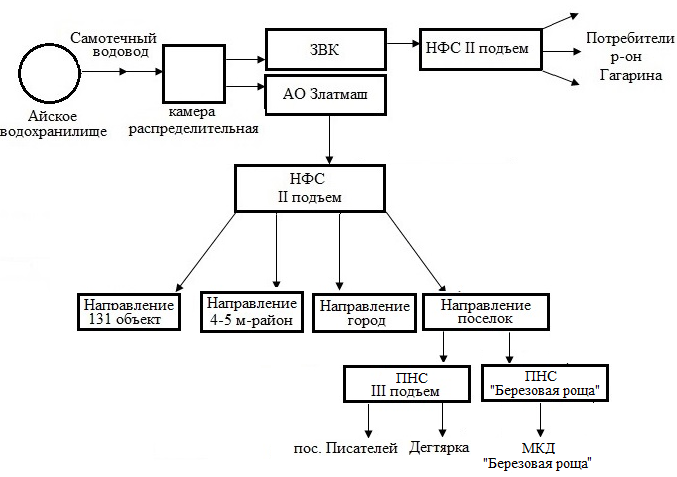 Самотечный
водовод
ЗВК
НФС II подъем
Потребители
р-он
Гагарина
АО Златмаш
Айское
водохранилище
камера
распределительная
НФС
II подъем
Направление
131 объект
Направление
4-5 м-район
Направление
город
Направление
поселок
ПНС
III подъем
ПНС
"Березовая роща"
пос. Писателей
Дегтярка
МКД
"Березовая роща"